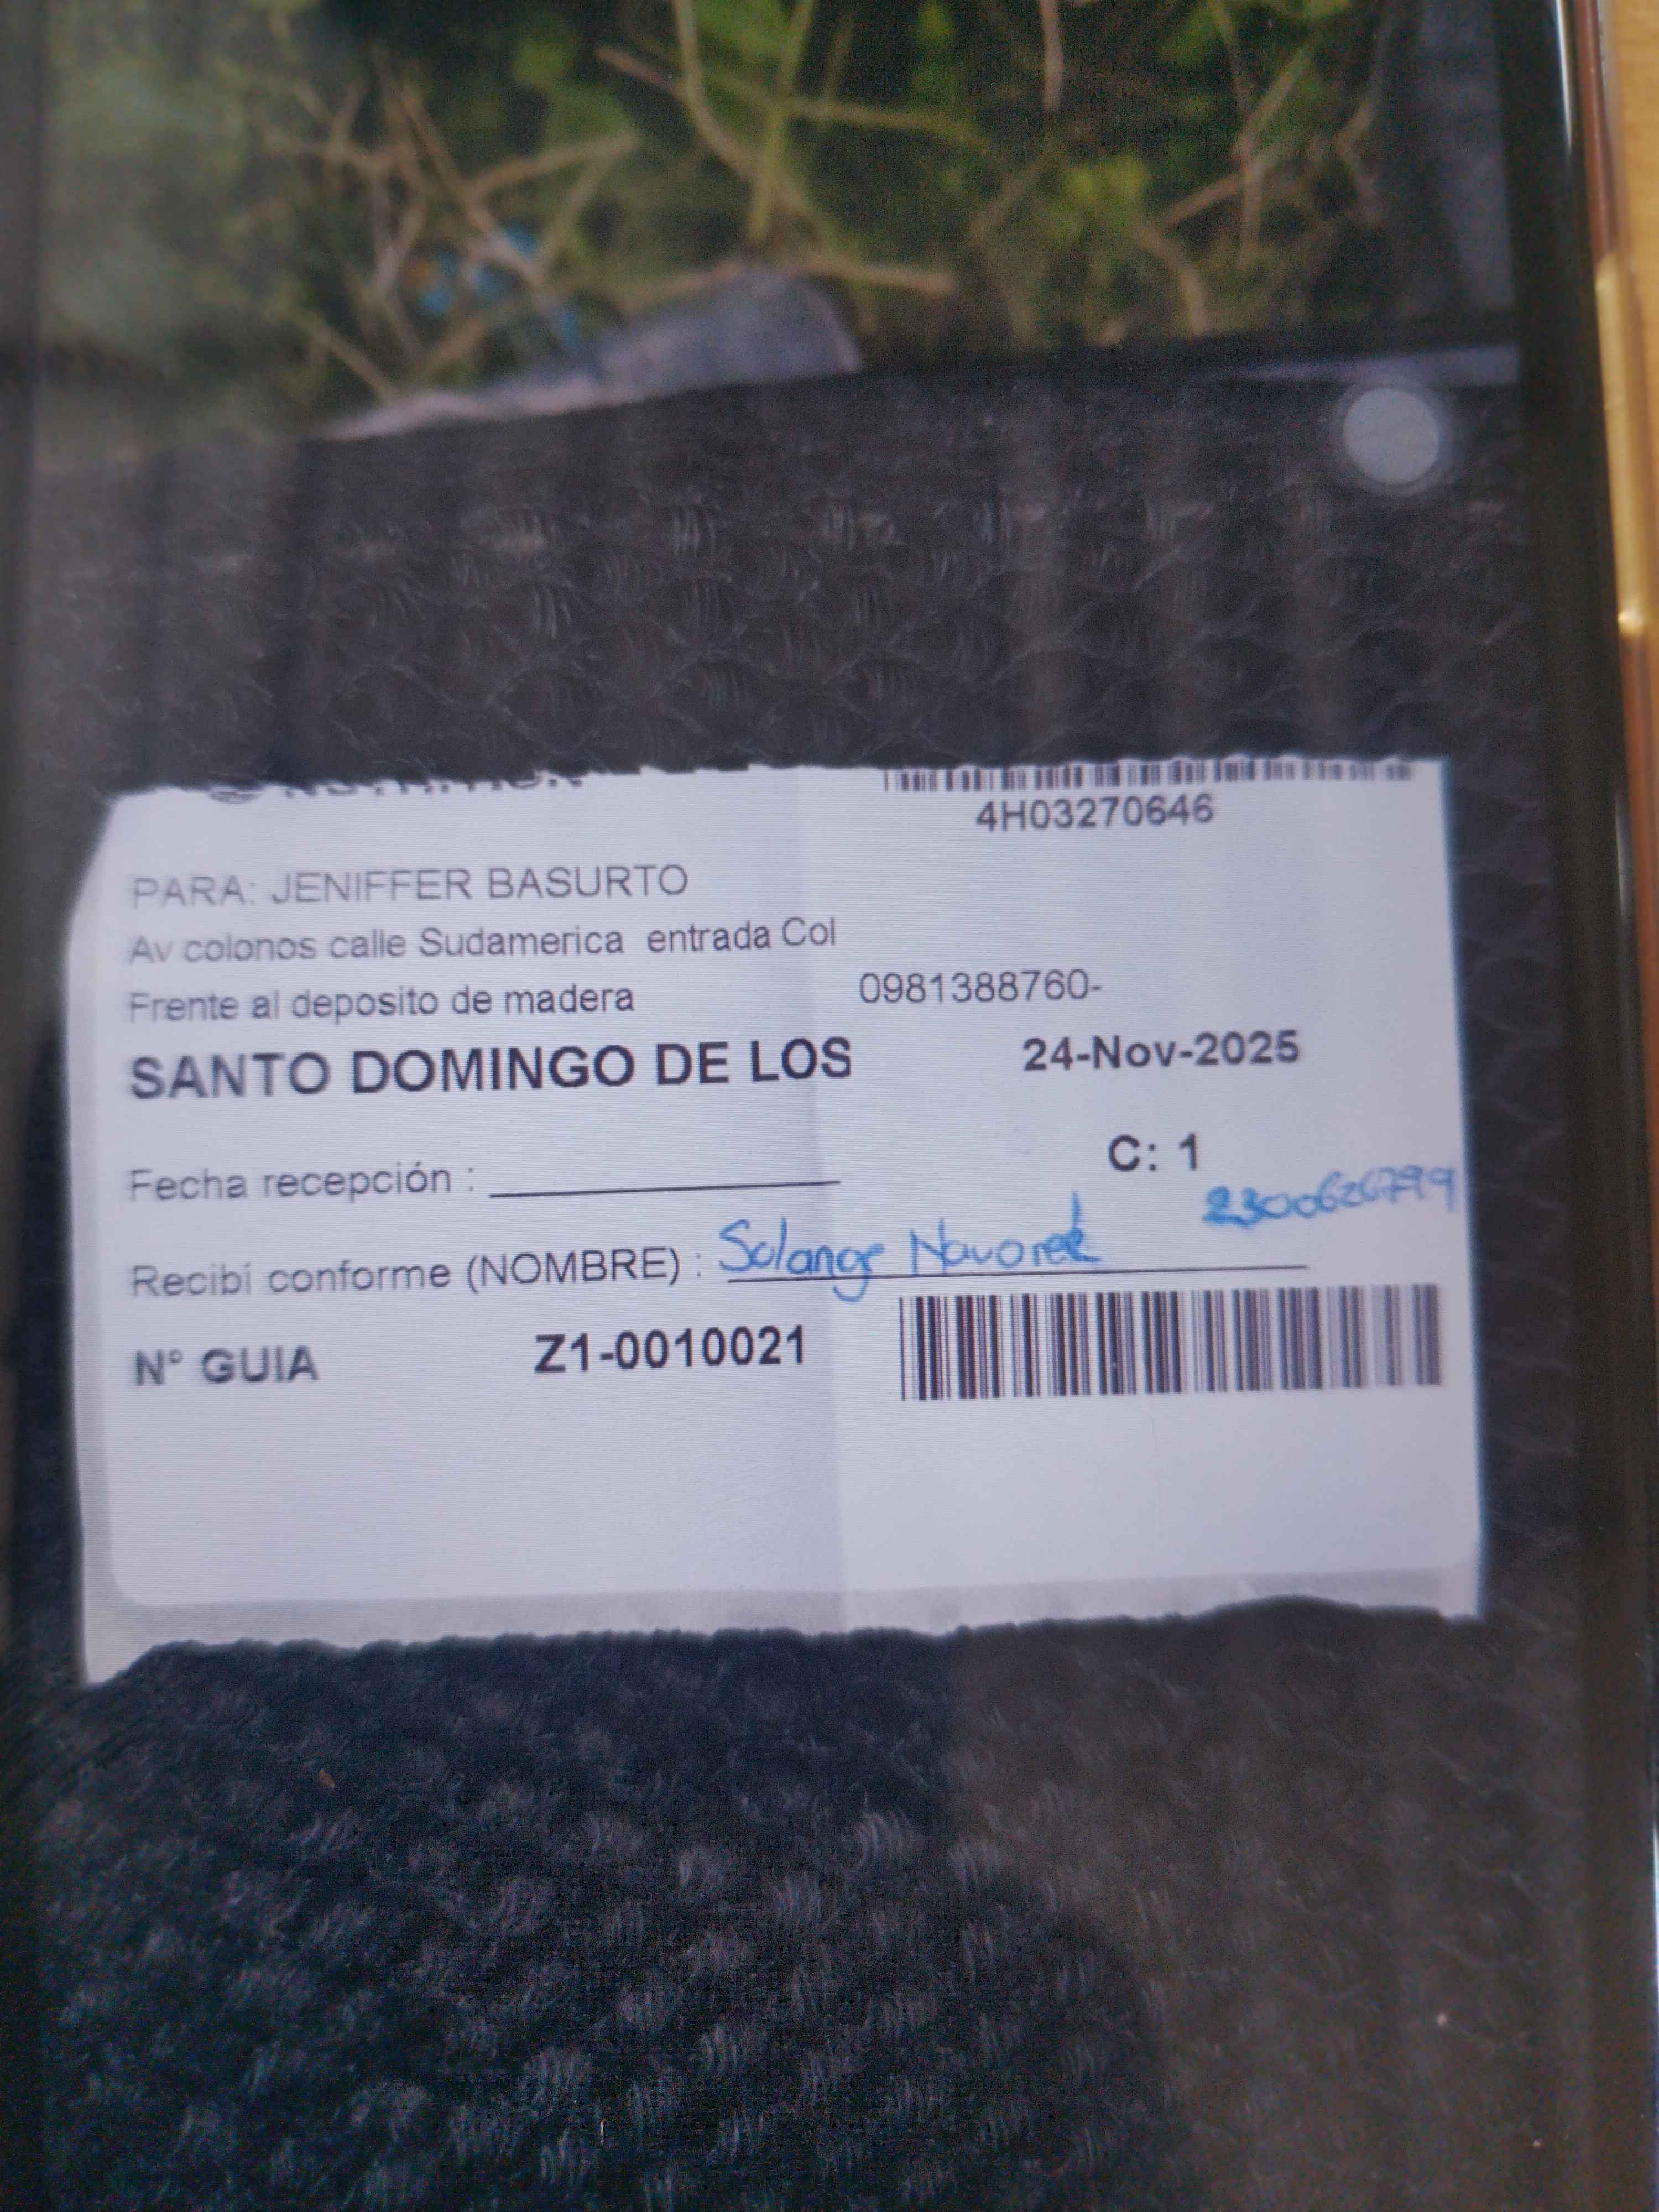 4H03270646
PARA: JENIFFER BASURTO
Av colonos calle Sudamerica entrada Col
Frente al deposito de madera 0981388760-
SANTO DOMINGO DE LOS 24-Nov-2025
C: 1
Fecha recepción :
Recibí conforme (NOMBRE) : Solange
N° GUIA Z1-0010021